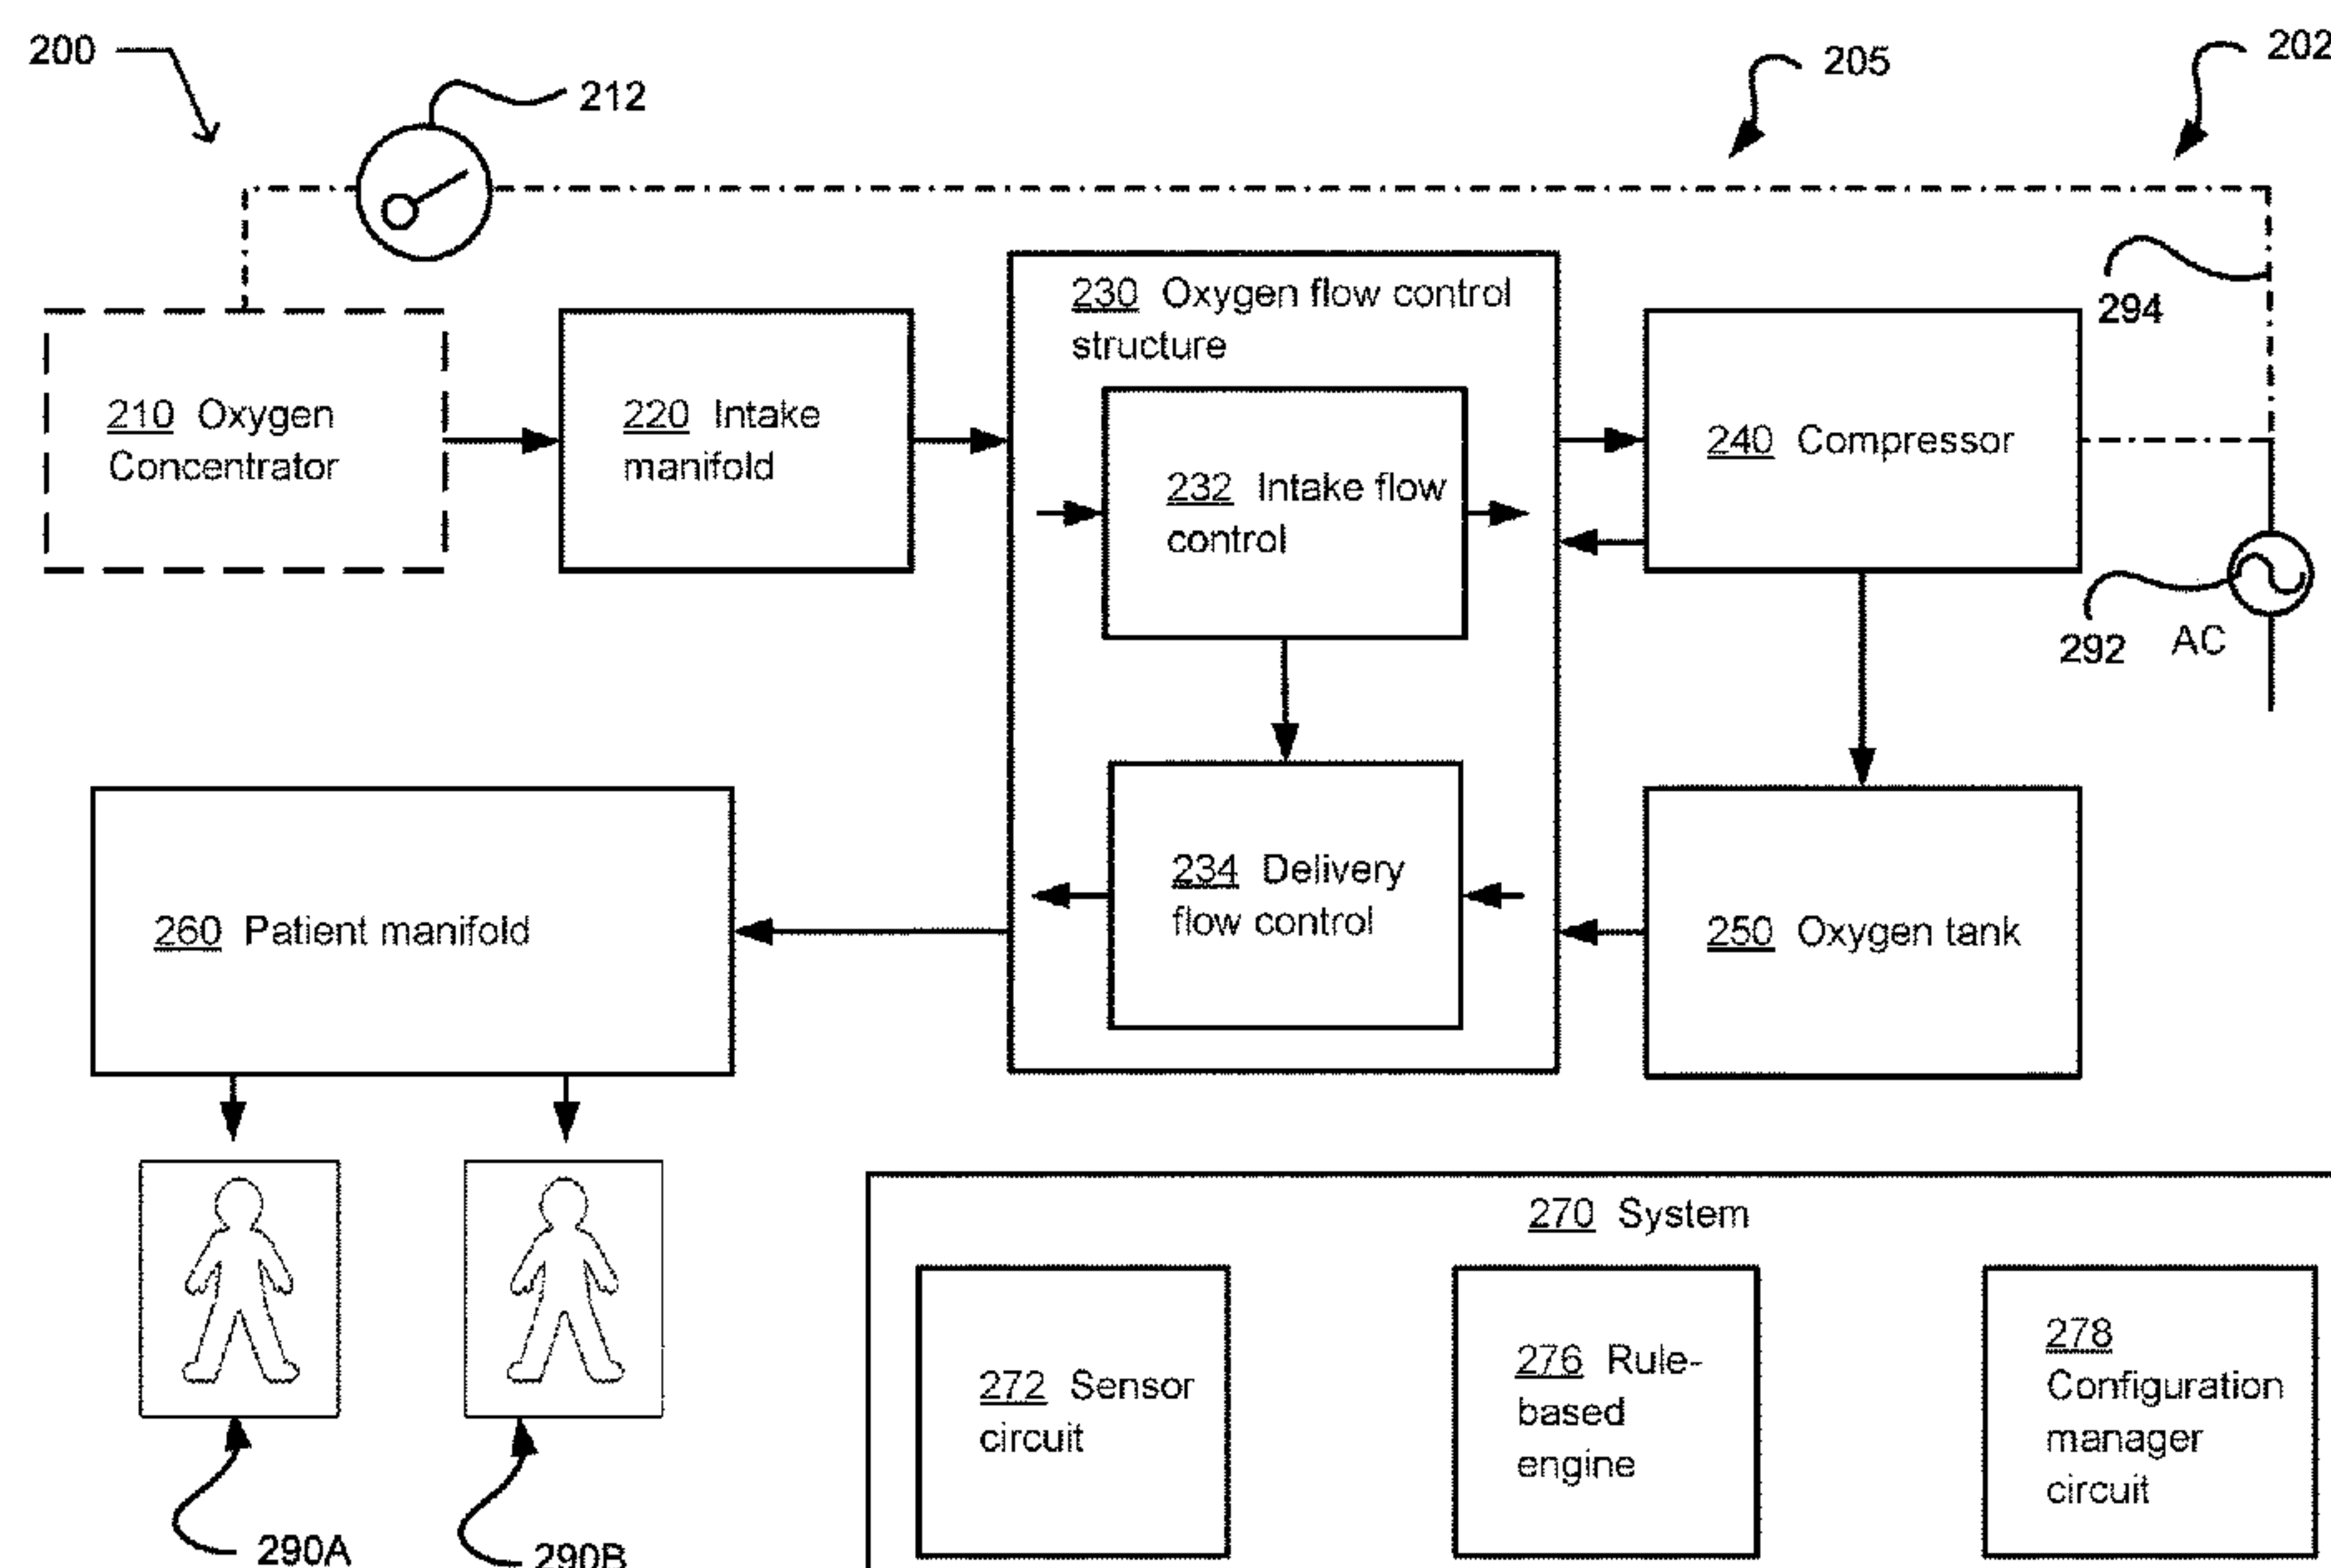 200
212
205
202
294
230 Oxygen flow control
structure
210 Oxygen
Concentrator
220 Intake
manifold
232 Intake flow
control
240 Compressor
292 AC
234 Delivery
flow control
260 Patient manifold
250 Oxygen tank
270 System
272 Sensor
circuit
276 Rule-
based
engine
278
Configuration
manager
circuit
290A
290B